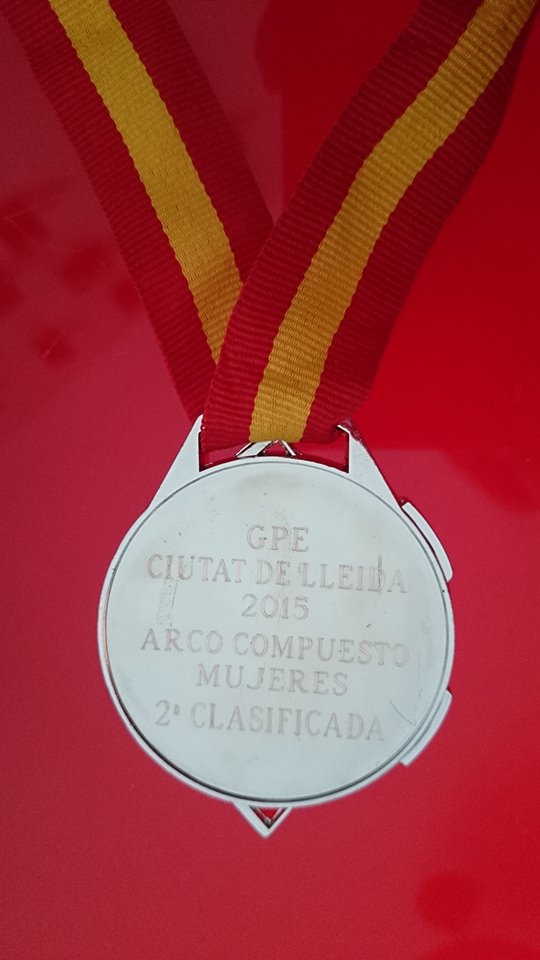 GPE
CIUTAT DE LLEIDA
2015
ARCO COMPUESTO
MUJERES
2ª CLASIFICADA